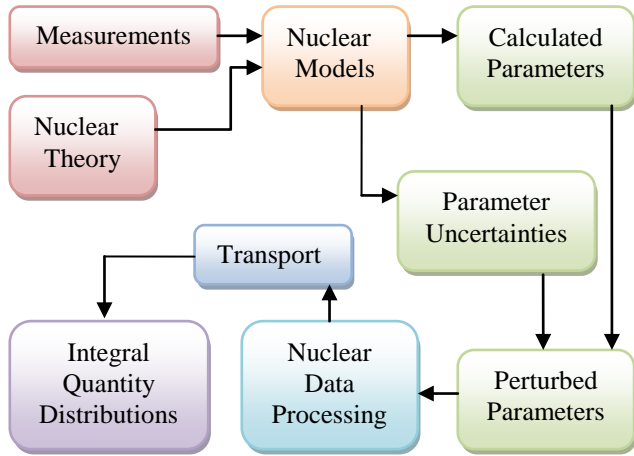 Measurements
Nuclear
Models
Calculated
Parameters
Nuclear
Theory
Parameter
Uncertainties
Transport
Integral
Quantity
Distributions
Nuclear
Data
Processing
Perturbed
Parameters